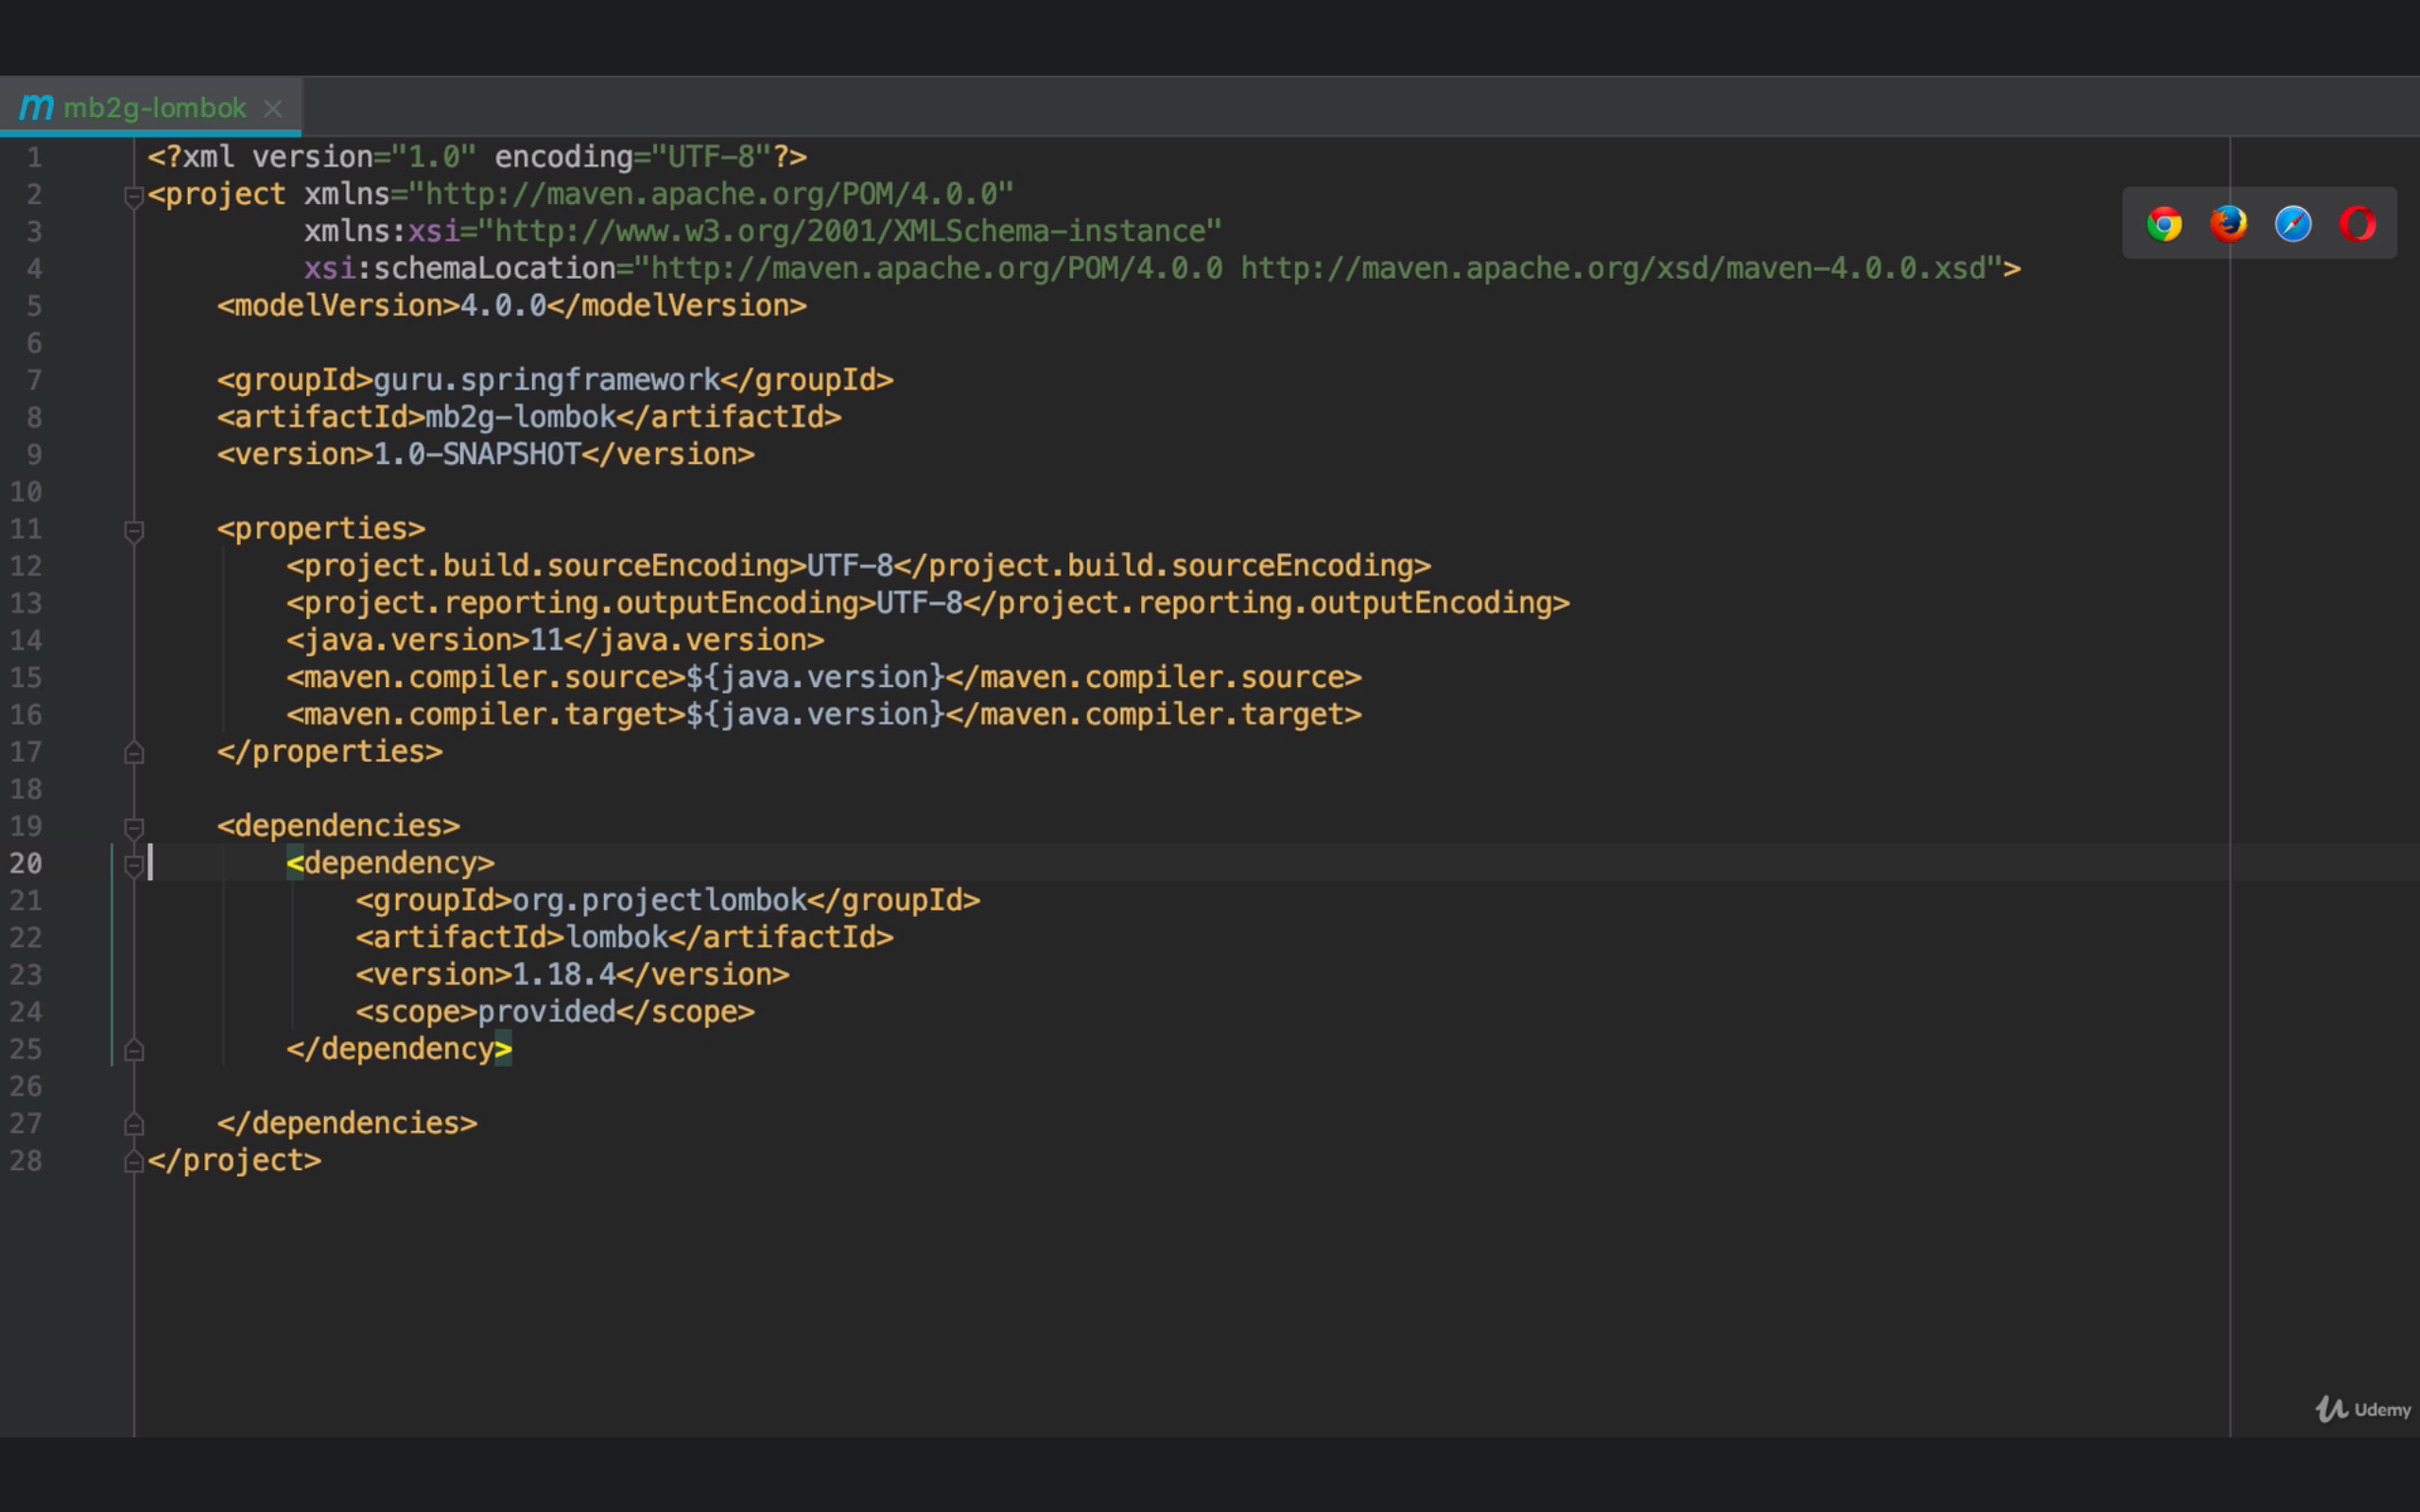 mb2g-lombok
1 <?xml version="1.0" encoding="UTF-8"?>
2 <project xmlns="http://maven.apache.org/POM/4.0.0"
3          xmlns:xsi="http://www.w3.org/2001/XMLSchema-instance"
4          xsi:schemaLocation="http://maven.apache.org/POM/4.0.0 http://maven.apache.org/xsd/maven-4.0.0.xsd">
5     <modelVersion>4.0.0</modelVersion>
6
7     <groupId>guru.springframework</groupId>
8     <artifactId>mb2g-lombok</artifactId>
9     <version>1.0-SNAPSHOT</version>
10
11     <properties>
12         <project.build.sourceEncoding>UTF-8</project.build.sourceEncoding>
13         <project.reporting.outputEncoding>UTF-8</project.reporting.outputEncoding>
14         <java.version>11</java.version>
15         <maven.compiler.source>${java.version}</maven.compiler.source>
16         <maven.compiler.target>${java.version}</maven.compiler.target>
17     </properties>
18
19     <dependencies>
20         <dependency>
21             <groupId>org.projectlombok</groupId>
22             <artifactId>lombok</artifactId>
23             <version>1.18.4</version>
24             <scope>provided</scope>
25         </dependency>
26
27     </dependencies>
28 </project>
Udemy